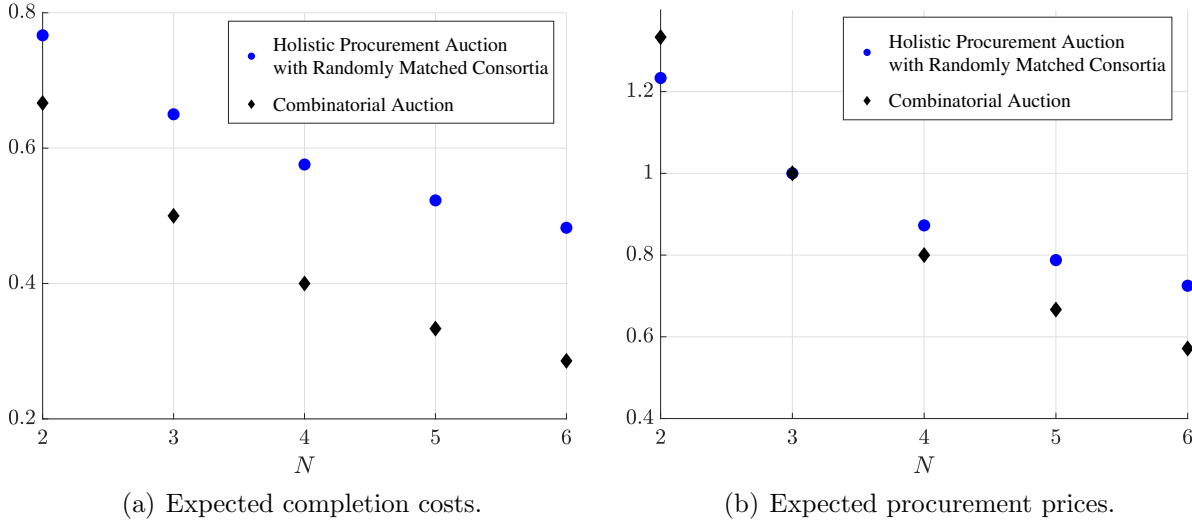 0.8
0.6
0.4
0.2
2
3
4
5
6
N
Holistic Procurement Auction
with Randomly Matched Consortia
Combinatorial Auction
(a) Expected completion costs.
1.2
1
0.8
0.6
0.4
2
3
4
5
6
N
Holistic Procurement Auction
with Randomly Matched Consortia
Combinatorial Auction
(b) Expected procurement prices.